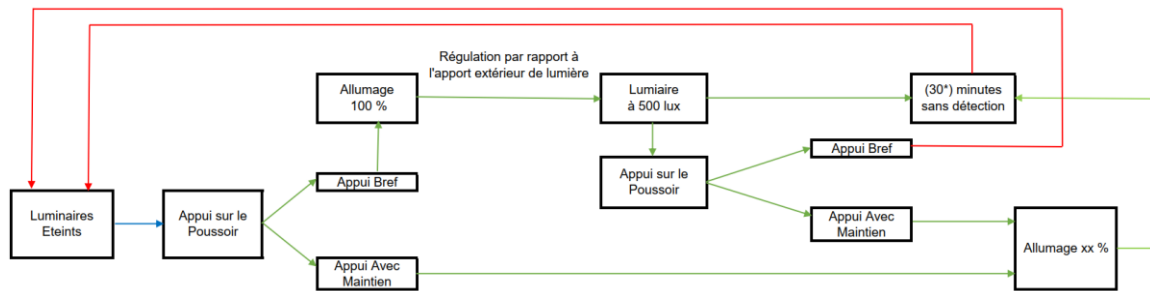 Régulation par rapport à
l'apport extérieur de lumière
Allumage
100 %
Lumiaire
à 500 lux
(30*) minutes
sans détection
Appui Bref
Appui sur le
Poussoir
Appui Bref
Luminaires
Eteints
Appui sur le
Poussoir
Appui Avec
Maintien
Allumage xx %
Appui Avec
Maintien